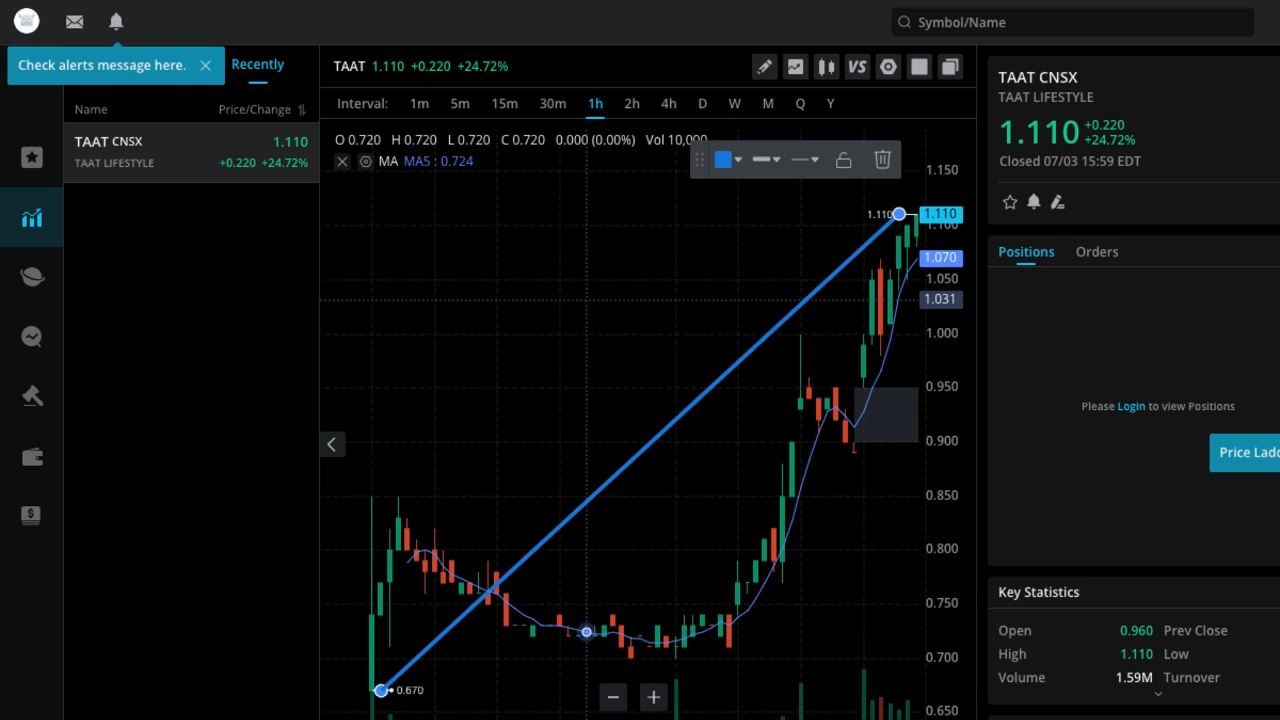 Symbol/Name
Check alerts message here.
Recently
Name Price/Change
TAAT CNSX 1.110
TAAT LIFESTYLE +0.220 +24.72%
TAAT 1.110 +0.220 +24.72%
VS
Interval: 1m 5m 15m 30m 1h 2h 4h D W M Q Y
O 0.720 H 0.720 L 0.720 C 0.720 0.000 (0.00%) Vol 10,000
MA MA5 : 0.724
1.150
1.110 1.110
1.100
1.070
1.050
1.031
1.000
0.950
0.900
0.850
0.800
0.750
0.700
0.670
0.650
TAAT CNSX
TAAT LIFESTYLE
1.110 +0.220
+24.72%
Closed 07/03 15:59 EDT
Positions Orders
Please Login to view Positions
Price Ladd
Key Statistics
Open 0.960 Prev Close
High 1.110 Low
Volume 1.59M Turnover